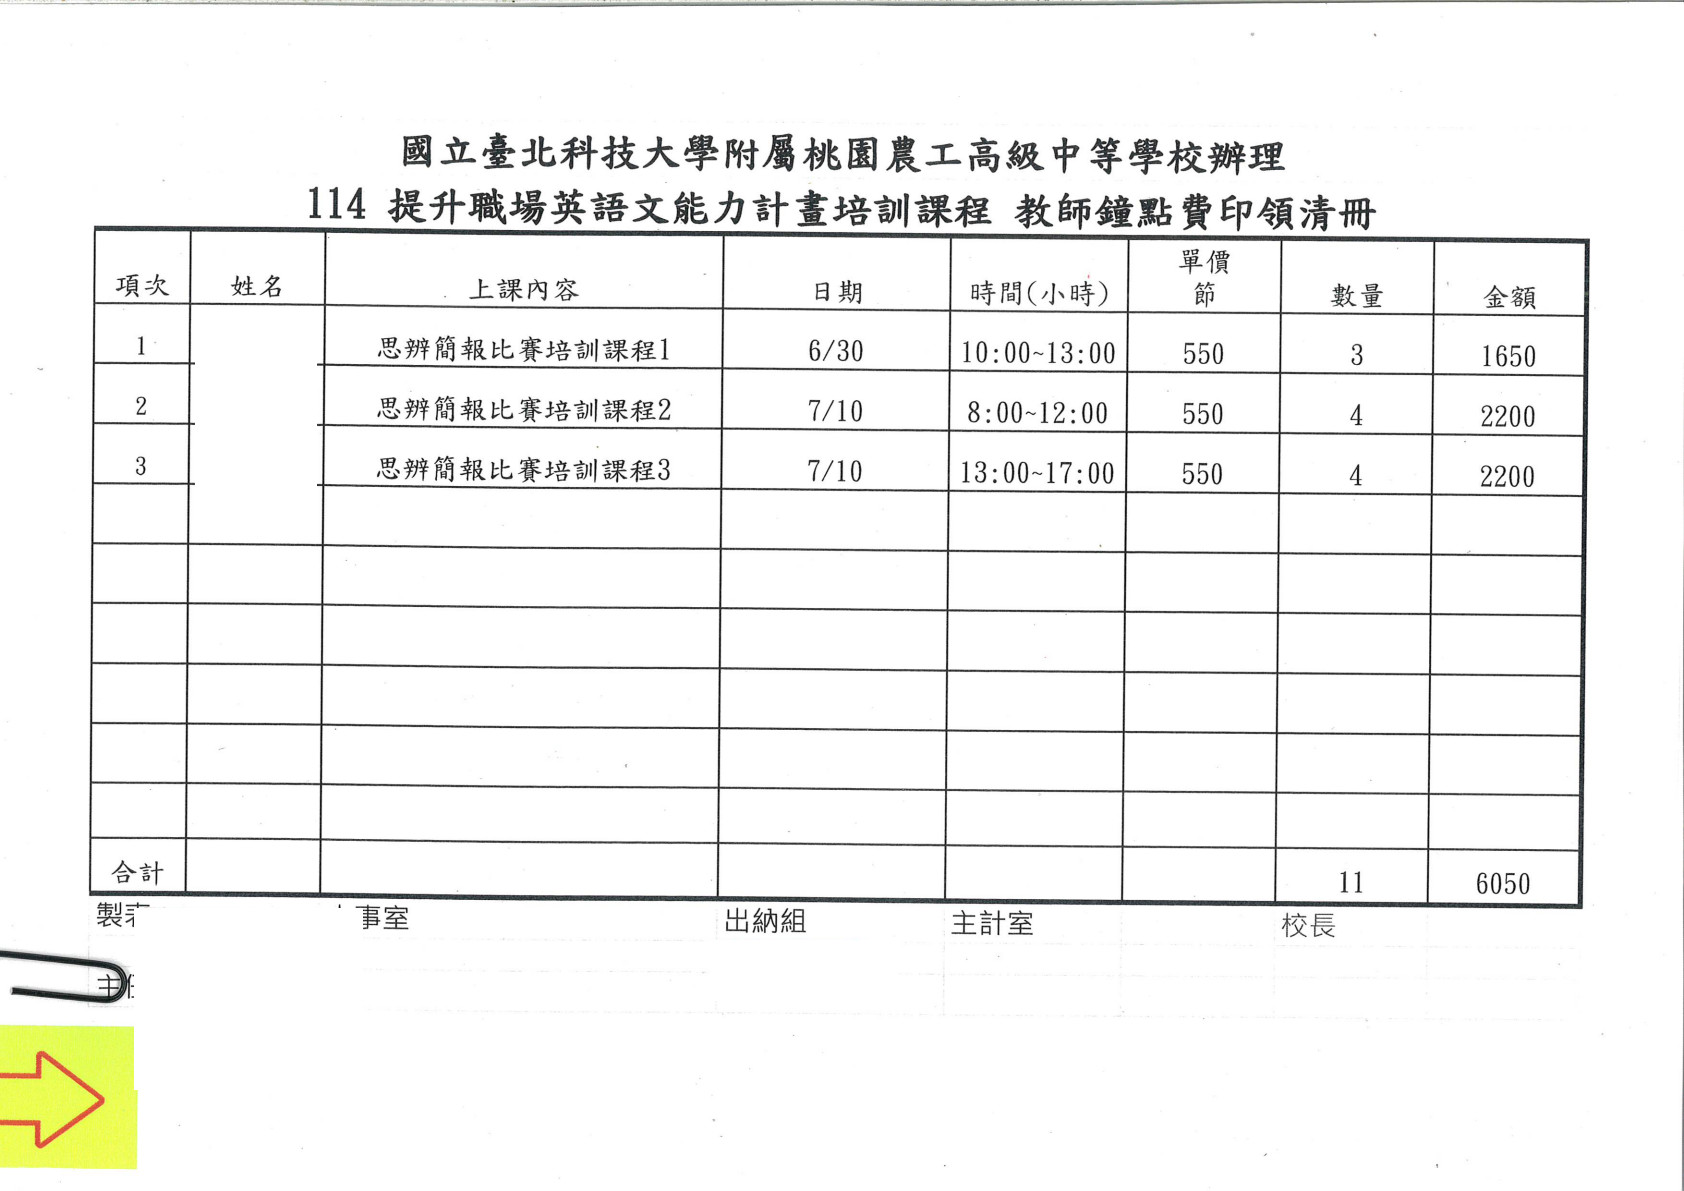 國立臺北科技大學附屬桃園農工高級中等學校辦理
114 提升職場英語文能力計畫培訓課程 教師鐘點費印領清冊
項次 姓名 上課內容 日期 時間(小時) 單價 節 數量 金額
1 思辨簡報比賽培訓課程1 6/30 10:00~13:00 550 3 1650
2 思辨簡報比賽培訓課程2 7/10 8:00~12:00 550 4 2200
3 思辨簡報比賽培訓課程3 7/10 13:00~17:00 550 4 2200
合計 11 6050
製 事室 出納組 主計室 校長
主